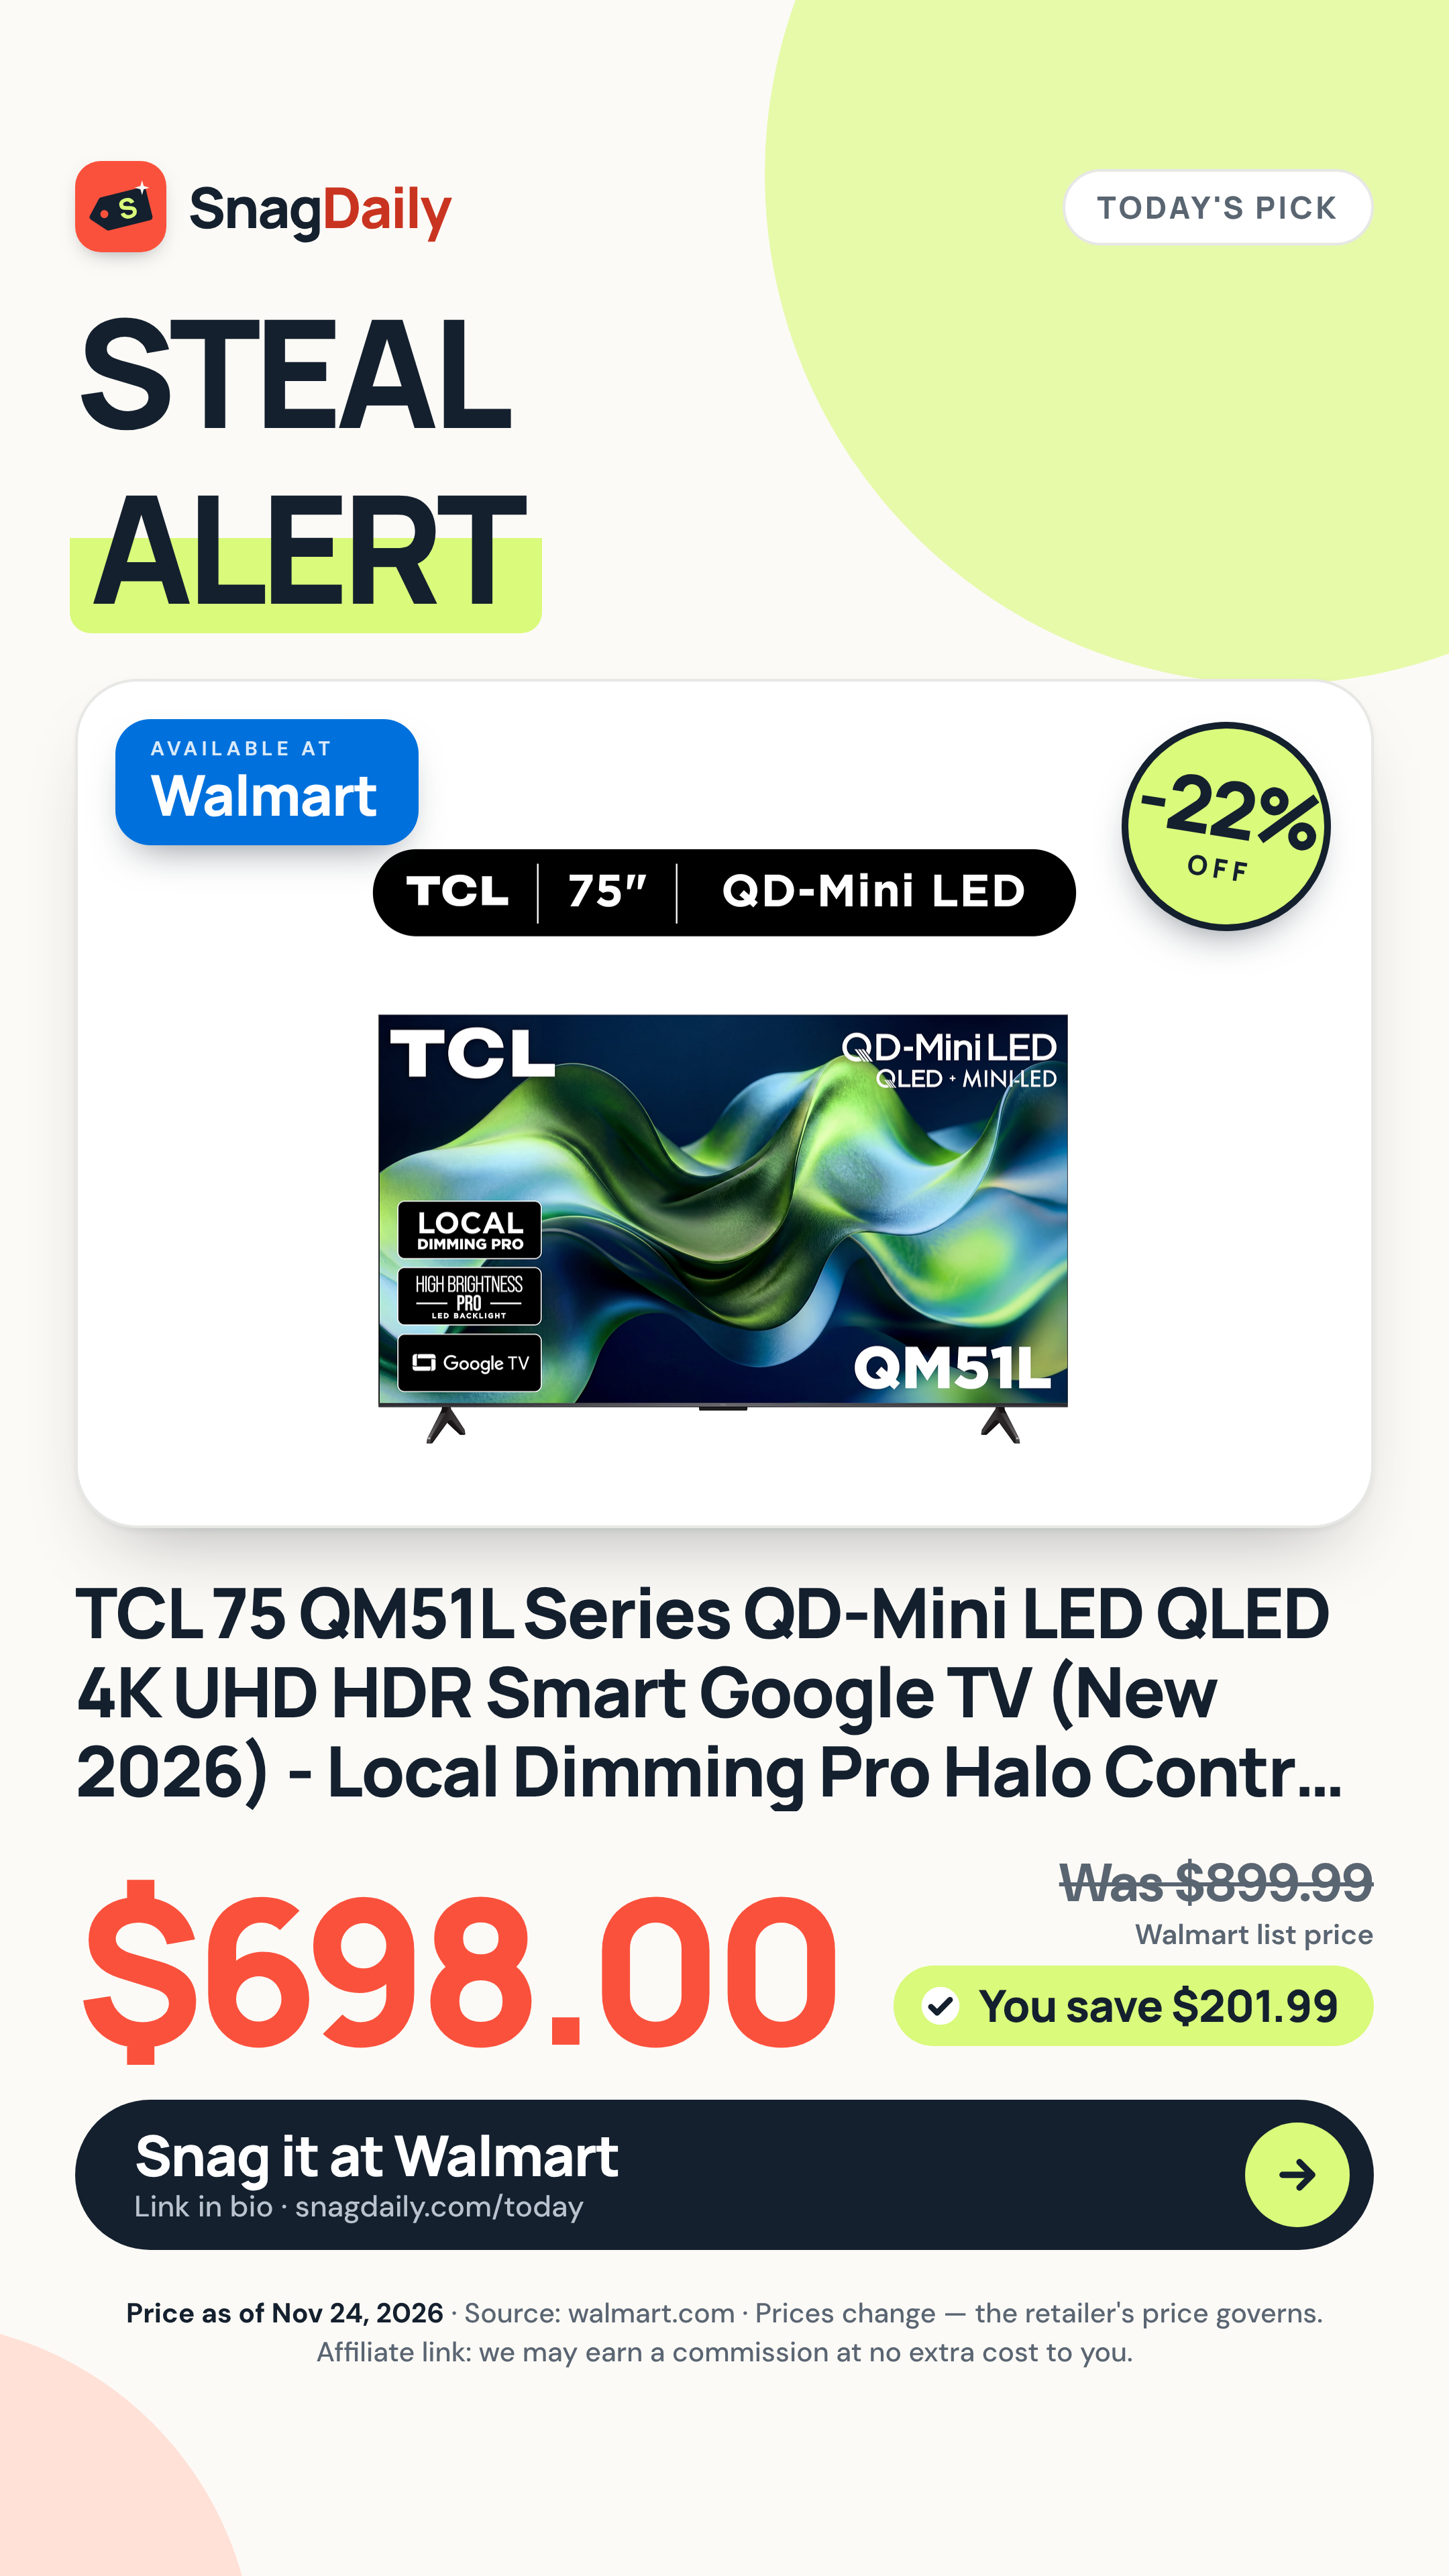 S
SnagDaily
TODAY'S PICK
STEAL
ALERT
AVAILABLE AT
Walmart
-22%
OFF
TCL | 75" | QD-Mini LED
TCL
QD-Mini LED
QLED + MINI-LED
LOCAL
DIMMING PRO
HIGH BRIGHTNESS
PRO
LED BACKLIGHT
Google TV
QM51L
TCL 75 QM51L Series QD-Mini LED QLED
4K UHD HDR Smart Google TV (New
2026) - Local Dimming Pro Halo Contr...
$698.00
Was $899.99
Walmart list price
You save $201.99
Snag it at Walmart
Link in bio · snagdaily.com/today
Price as of Nov 24, 2026 · Source: walmart.com · Prices change — the retailer's price governs.
Affiliate link: we may earn a commission at no extra cost to you.